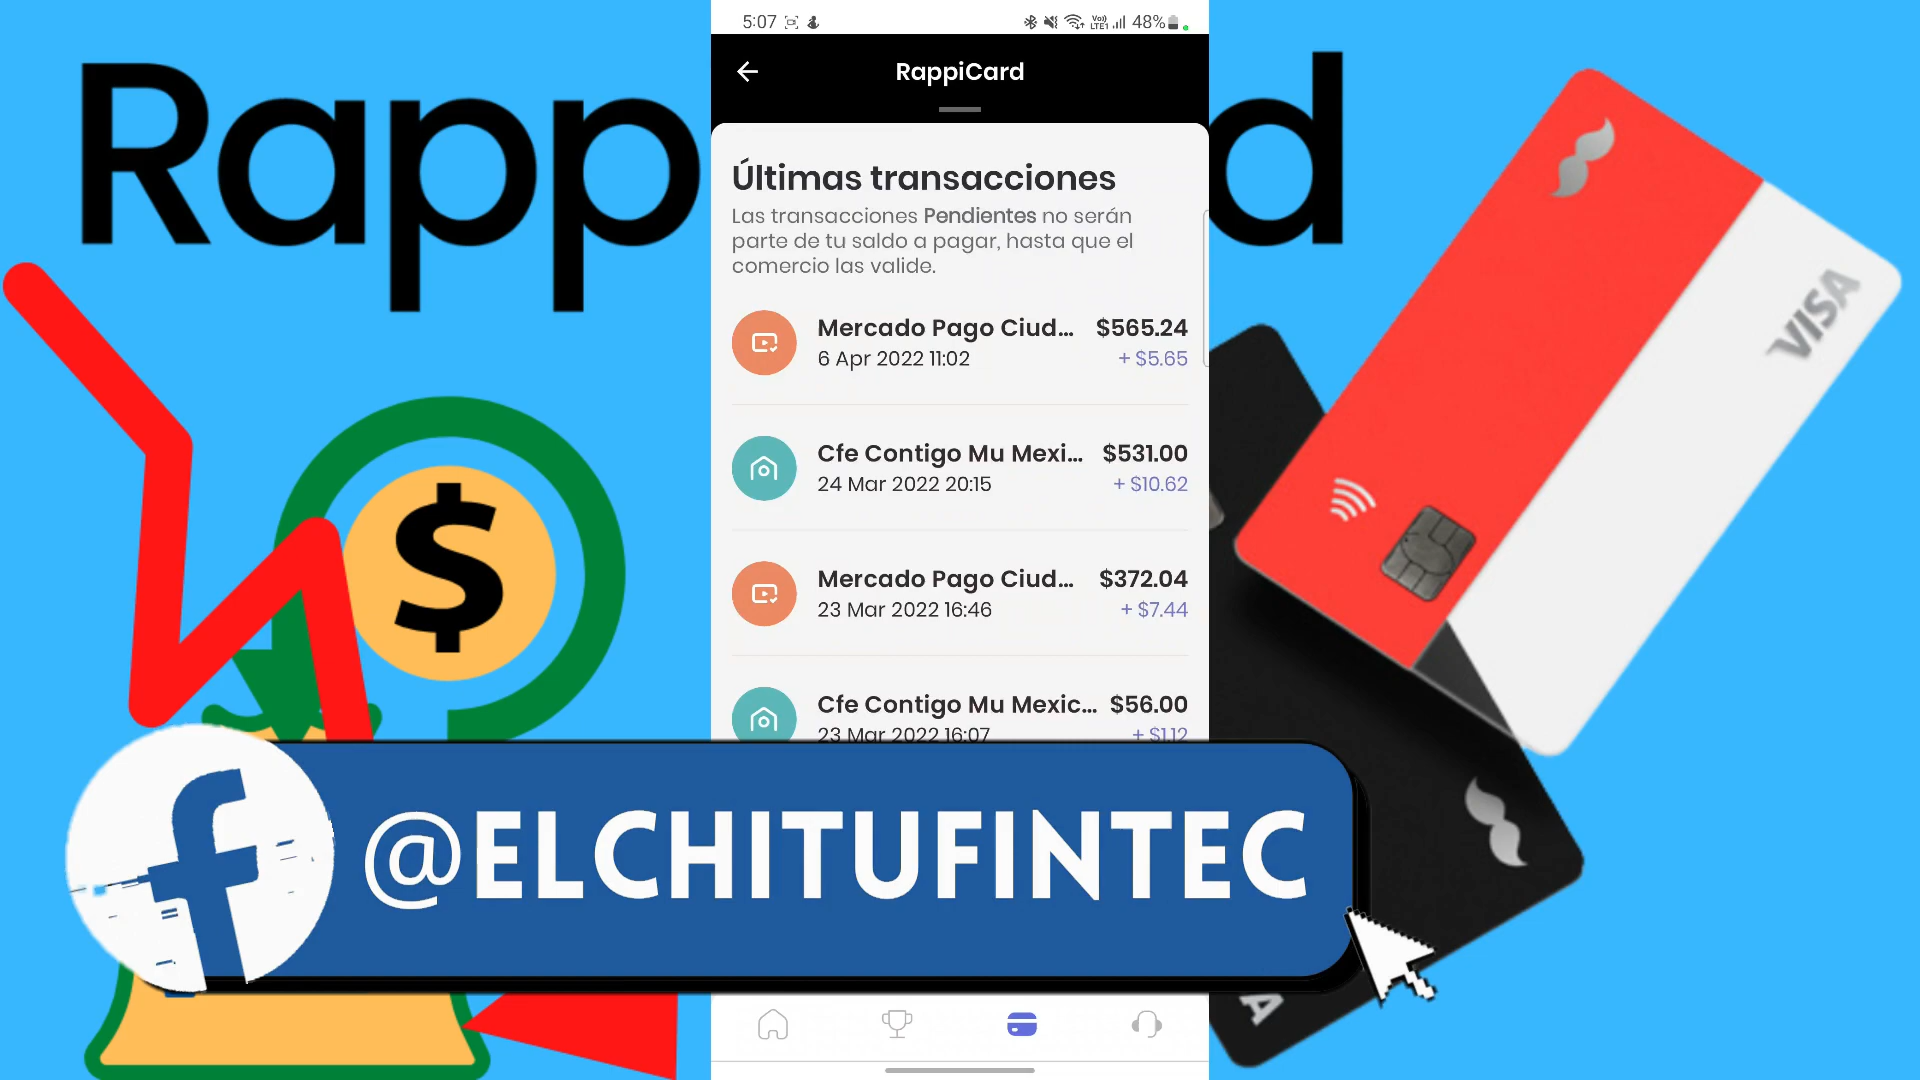 5:07
Vo))
LTE1
48%
RappiCard
Rapp
d
Últimas transacciones
Las transacciones Pendientes no serán
parte de tu saldo a pagar, hasta que el
comercio las valide.
Mercado Pago Ciud... $565.24
6 Apr 2022 11:02 + $5.65
Cfe Contigo Mu Mexi... $531.00
24 Mar 2022 20:15 + $10.62
Mercado Pago Ciud... $372.04
23 Mar 2022 16:46 + $7.44
Cfe Contigo Mu Mexic... $56.00
23 Mar 2022 16:07 + $1.12
VISA
$
@ELCHITUFINTEC
A